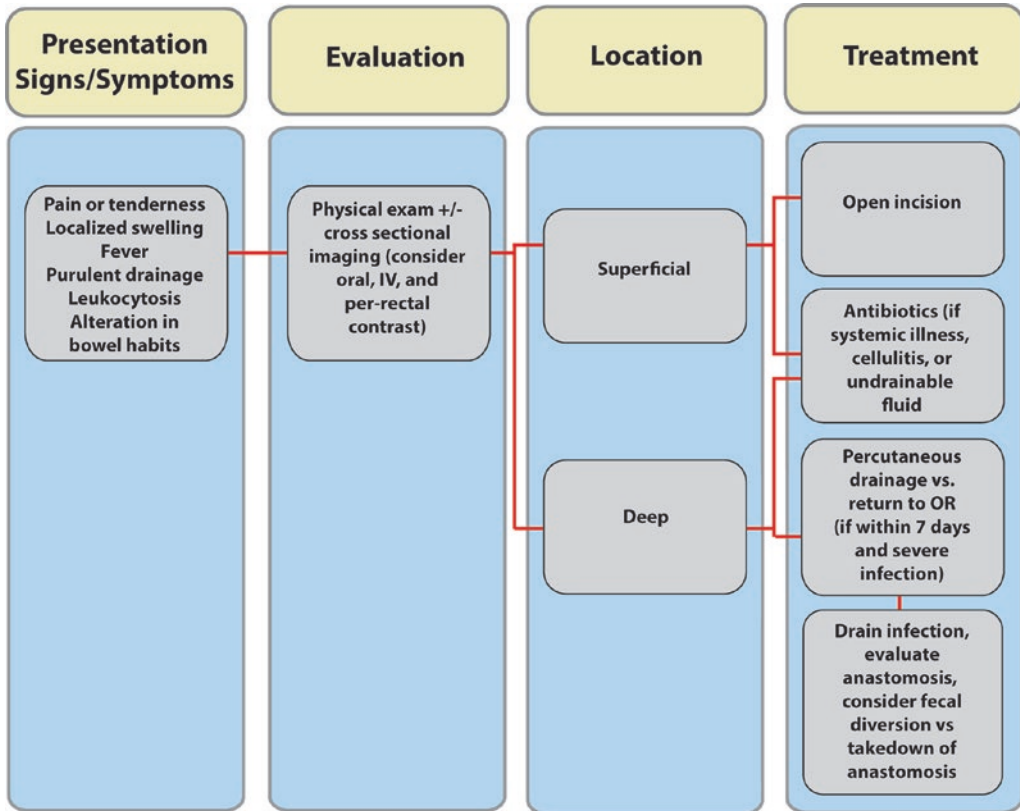 Presentation
Signs/Symptoms
Evaluation
Location
Treatment
Pain or tenderness
Localized swelling
Fever
Purulent drainage
Leukocytosis
Alteration in
bowel habits
Physical exam +/-
cross sectional
imaging (consider
oral, IV, and
per-rectal
contrast)
Superficial
Deep
Open incision
Antibiotics (if
systemic illness,
cellulitis, or
undrainable
fluid
Percutaneous
drainage vs.
return to OR
(if within 7 days
and severe
infection)
Drain infection,
evaluate
anastomosis,
consider fecal
diversion vs
takedown of
anastomosis